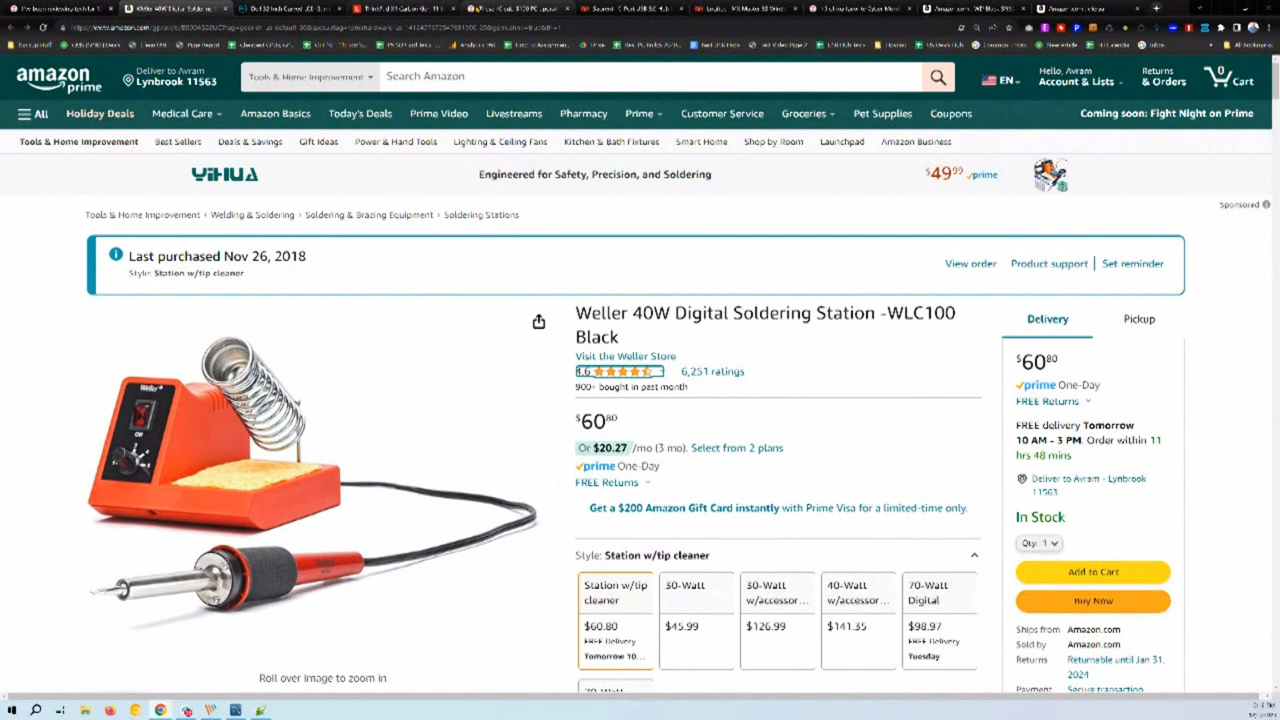 amazon prime
Deliver to Avram
Lynbrook 11563
Tools & Home Improvement
Search Amazon
EN
Hello, Avram
Account & Lists
Returns
& Orders
0
Cart
All
Holiday Deals
Medical Care
Amazon Basics
Today's Deals
Prime Video
Livestreams
Pharmacy
Prime
Customer Service
Groceries
Pet Supplies
Coupons
Coming soon: Fight Night on Prime
Tools & Home Improvement
Best Sellers
Deals & Savings
Gift Ideas
Power & Hand Tools
Lighting & Ceiling Fans
Kitchen & Bath Fixtures
Smart Home
Shop by Room
Launchpad
Amazon Business
YIHUA
Engineered for Safety, Precision, and Soldering
$49.99 prime
Sponsored
Tools & Home Improvement › Welding & Soldering › Soldering & Brazing Equipment › Soldering Stations
Last purchased Nov 26, 2018
Style: Station w/tip cleaner
View order
Product support
Set reminder
Weller
ON
Roll over image to zoom in
Weller 40W Digital Soldering Station -WLC100
Black
Visit the Weller Store
4.6
6,251 ratings
900+ bought in past month
$60.80
Or $20.27 /mo (3 mo). Select from 2 plans
prime One-Day
FREE Returns
Get a $200 Amazon Gift Card instantly with Prime Visa for a limited-time only.
Style: Station w/tip cleaner
Station w/tip
cleaner
$60.80
FREE Delivery
Tomorrow 10...
30-Watt
$45.99
30-Watt
w/accessor...
$126.99
40-Watt
w/accessor...
$141.35
70-Watt
Digital
$98.97
FREE Delivery
Tuesday
Delivery
Pickup
$60.80
prime One-Day
FREE Returns
FREE delivery Tomorrow
10 AM - 3 PM. Order within 11
hrs 48 mins
Deliver to Avram - Lynbrook
11563
In Stock
Qty: 1
Add to Cart
Buy Now
Ships from Amazon.com
Sold by Amazon.com
Returns Returnable until Jan 31,
2024
Payment Secure transaction